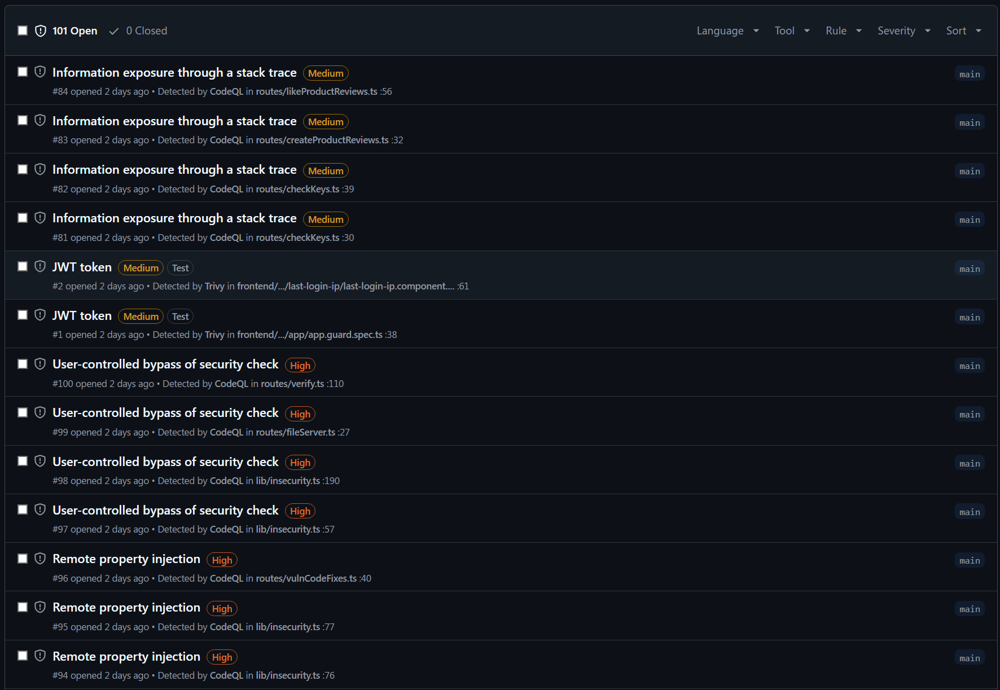 101 Open 0 Closed Language Tool Rule Severity Sort
Information exposure through a stack trace Medium main
#84 opened 2 days ago • Detected by CodeQL in routes/likeProductReviews.ts :56
Information exposure through a stack trace Medium main
#83 opened 2 days ago • Detected by CodeQL in routes/createProductReviews.ts :32
Information exposure through a stack trace Medium main
#82 opened 2 days ago • Detected by CodeQL in routes/checkKeys.ts :39
Information exposure through a stack trace Medium main
#81 opened 2 days ago • Detected by CodeQL in routes/checkKeys.ts :30
JWT token Medium Test main
#2 opened 2 days ago • Detected by Trivy in frontend/.../last-login-ip/last-login-ip.component.... :61
JWT token Medium Test main
#1 opened 2 days ago • Detected by Trivy in frontend/.../app/app.guard.spec.ts :38
User-controlled bypass of security check High main
#100 opened 2 days ago • Detected by CodeQL in routes/verify.ts :110
User-controlled bypass of security check High main
#99 opened 2 days ago • Detected by CodeQL in routes/fileServer.ts :27
User-controlled bypass of security check High main
#98 opened 2 days ago • Detected by CodeQL in lib/insecurity.ts :190
User-controlled bypass of security check High main
#97 opened 2 days ago • Detected by CodeQL in lib/insecurity.ts :57
Remote property injection High main
#96 opened 2 days ago • Detected by CodeQL in routes/vulnCodeFixes.ts :40
Remote property injection High main
#95 opened 2 days ago • Detected by CodeQL in lib/insecurity.ts :77
Remote property injection High main
#94 opened 2 days ago • Detected by CodeQL in lib/insecurity.ts :76